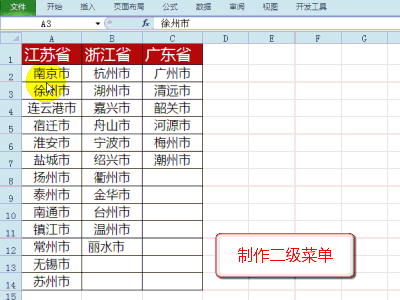 文件 开始 插入 页面布局 公式 数据 审阅 视图 开发工具
A3 fx 徐州市
A B C D E F G
1 江苏省 浙江省 广东省
2 南京市 杭州市 广州市
3 徐州市 湖州市 清远市
4 连云港市 嘉兴市 韶关市
5 宿迁市 舟山市 河源市
6 淮安市 宁波市 梅州市
7 盐城市 绍兴市 潮州市
8 扬州市 衢州市
9 泰州市 金华市
10 南通市 台州市
11 镇江市 温州市
12 常州市 丽水市
13 无锡市
14 苏州市
15
制作二级菜单